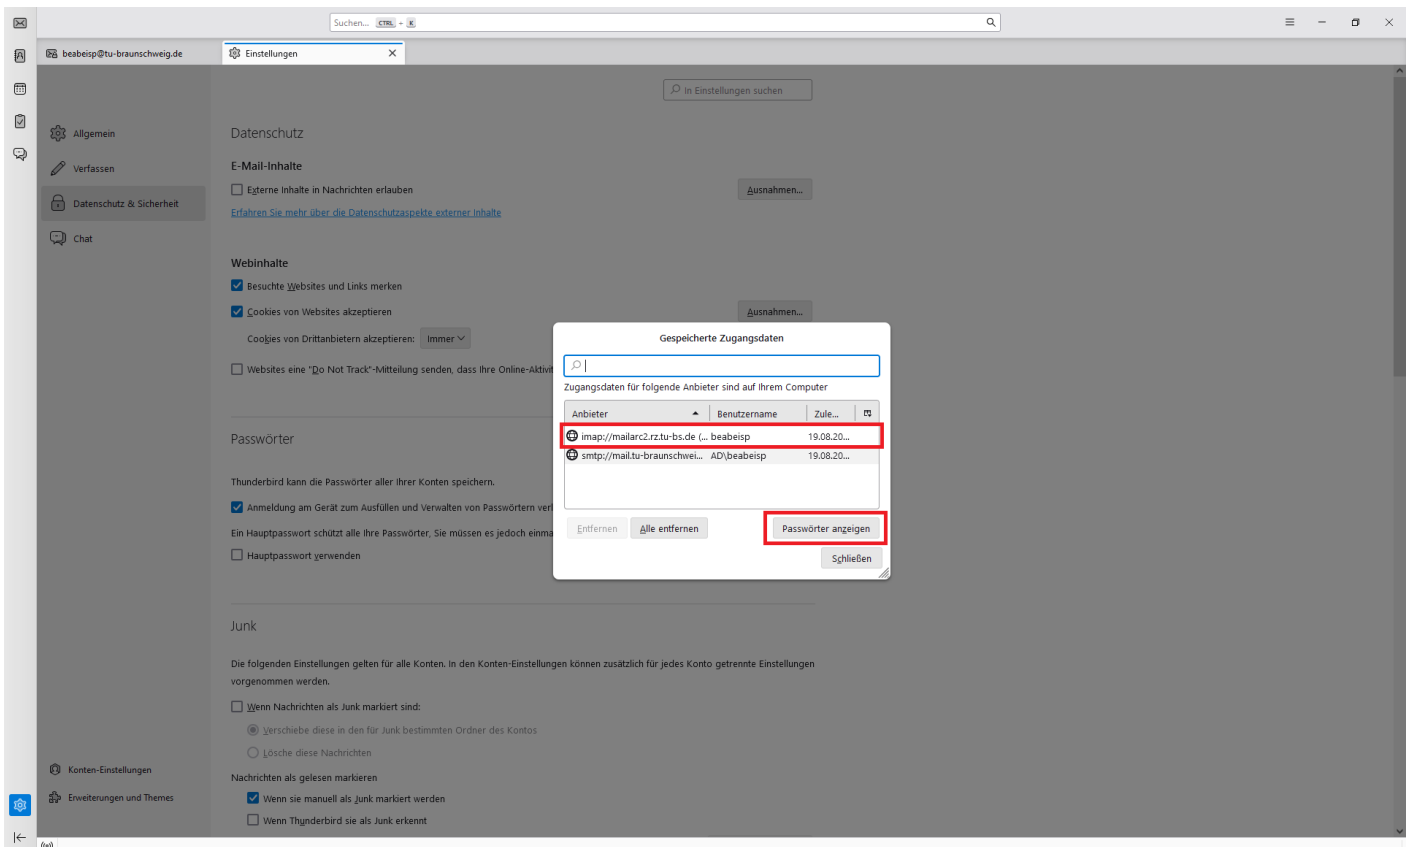 Suchen... CTRL + K
beabeisp@tu-braunschweig.de
Einstellungen
In Einstellungen suchen
Allgemein
Verfassen
Datenschutz & Sicherheit
Chat
Datenschutz
E-Mail-Inhalte
Externe Inhalte in Nachrichten erlauben
Ausnahmen...
Erfahren Sie mehr über die Datenschutzaspekte externer Inhalte
Webinhalte
Besuchte Websites und Links merken
Cookies von Websites akzeptieren
Ausnahmen...
Cookies von Drittanbietern akzeptieren: Immer
Websites eine "Do Not Track"-Mitteilung senden, dass Ihre Online-Aktivit
Passwörter
Thunderbird kann die Passwörter aller Ihrer Konten speichern.
Anmeldung am Gerät zum Ausfüllen und Verwalten von Passwörtern verl
Ein Hauptpasswort schützt alle Ihre Passwörter, Sie müssen es jedoch einma
Hauptpasswort verwenden
Gespeicherte Zugangsdaten
Zugangsdaten für folgende Anbieter sind auf Ihrem Computer
Anbieter Benutzername Zule...
imap://mailarc2.rz.tu-bs.de (... beabeisp 19.08.20...
smtp://mail.tu-braunschwei... AD\beabeisp 19.08.20...
Entfernen Alle entfernen Passwörter anzeigen
Schließen
Junk
Die folgenden Einstellungen gelten für alle Konten. In den Konten-Einstellungen können zusätzlich für jedes Konto getrennte Einstellungen
vorgenommen werden.
Wenn Nachrichten als Junk markiert sind:
Verschiebe diese in den für Junk bestimmten Ordner des Kontos
Lösche diese Nachrichten
Nachrichten als gelesen markieren
Wenn sie manuell als Junk markiert werden
Wenn Thunderbird sie als Junk erkennt
Konten-Einstellungen
Erweiterungen und Themes